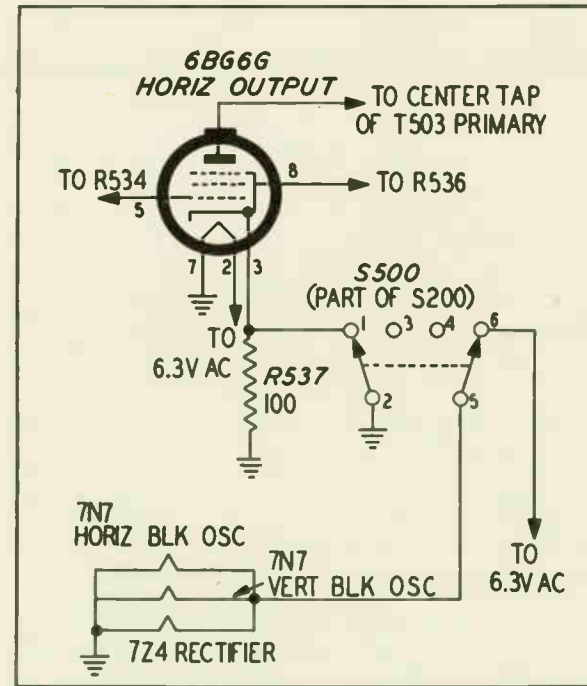 6BG6G
HORIZ OUTPUT
TO CENTER TAP
OF T503 PRIMARY
TO R534
5
8
TO R536
7
2
3
S500
(PART OF S200)
1
3
4
6
TO
6.3V AC
R537
100
2
5
7N7
HORIZ BLK OSC
7N7
VERT BLK OSC
TO
6.3V AC
7Z4 RECTIFIER